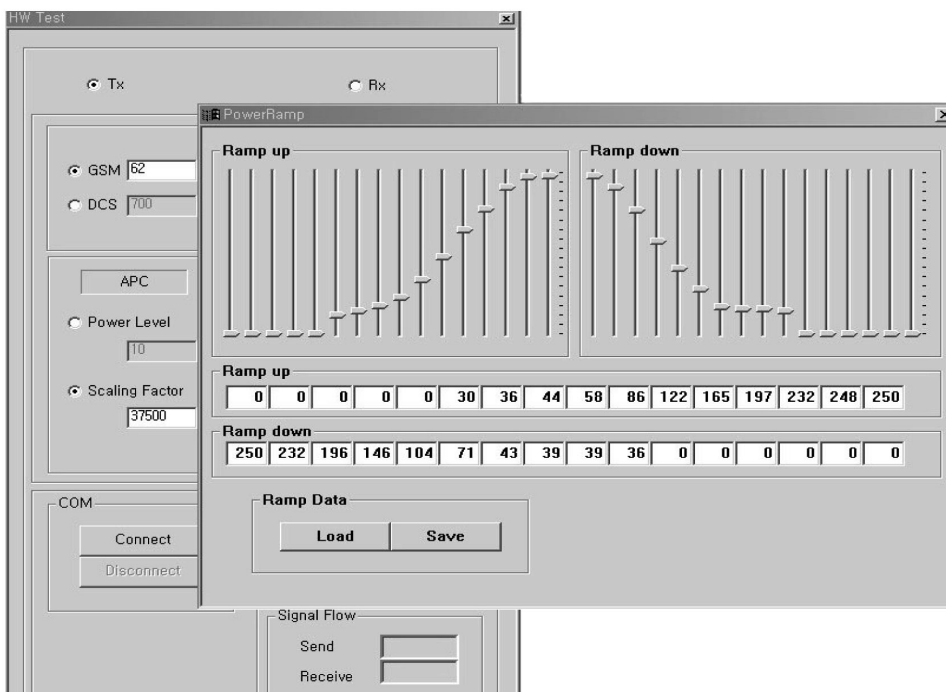 HW Test
Tx
Rx
GSM 62
DCS 700
APC
Power Level
10
Scaling Factor
37500
COM
Connect
Disconnect
PowerRamp
Ramp up
Ramp down
Ramp up
0 0 0 0 0 30 36 44 58 86 122 165 197 232 248 250
Ramp down
250 232 196 146 104 71 43 39 39 36 0 0 0 0 0 0
Ramp Data
Load Save
Signal Flow
Send
Receive